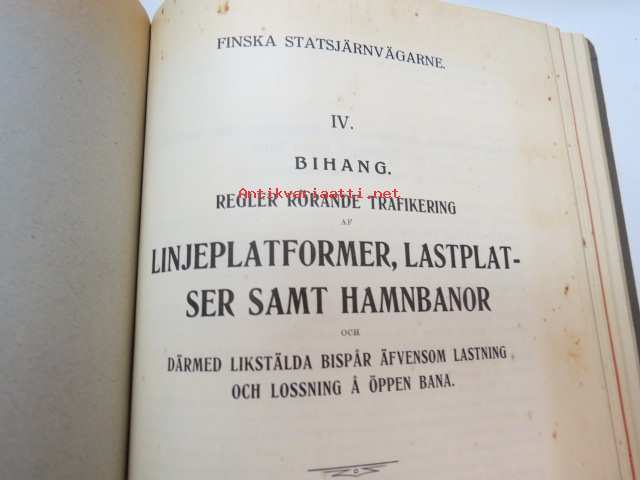 FINSKA STATSJÄRNVÄGARNE.
IV.
BIHANG.
Antikvariaatti.net
REGLER RÖRANDE TRAFIKERING
AF
LINJEPLATFORMER, LASTPLAT-
SER SAMT HAMNBANOR
OCH
DÄRMED LIKSTÄLDA BISPÅR ÄFVENSOM LASTNING
OCH LOSSNING Å ÖPPEN BANA.